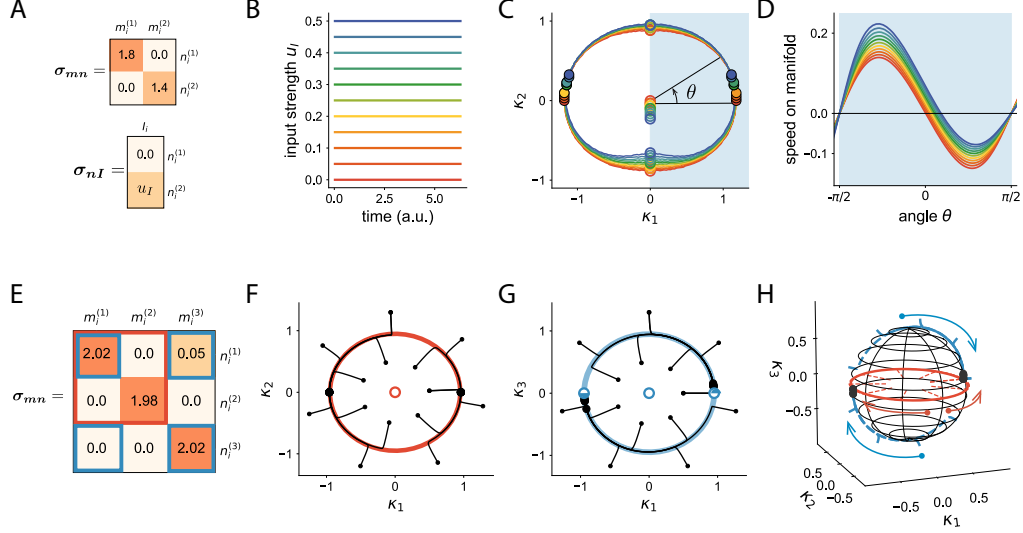 A
m_i^(1) m_i^(2)
σ_mn =
1.8 0.0 n_i^(1)
0.0 1.4 n_i^(2)
I_i
σ_nI =
0.0 n_i^(1)
u_I n_i^(2)
B
input strength u_I
0.5
0.4
0.3
0.2
0.1
0.0
0.0 2.5 5.0
time (a.u.)
C
κ_2
1
0
−1
θ
−1 0 1
κ_1
D
speed on manifold
0.2
0.0
−0.1
-π/2 0 π/2
angle θ
E
m_i^(1) m_i^(2) m_i^(3)
σ_mn =
2.02 0.0 0.05 n_i^(1)
0.0 1.98 0.0 n_i^(2)
0.0 0.0 2.02 n_i^(3)
F
κ_2
1
0
−1
−1 0 1
κ_1
G
κ_3
1
0
−1
−1 0 1
κ_1
H
κ_3
0.5
0.0
−0.5
0.5
0.0
−0.5
κ_2
−0.5 0.0 0.5
κ_1